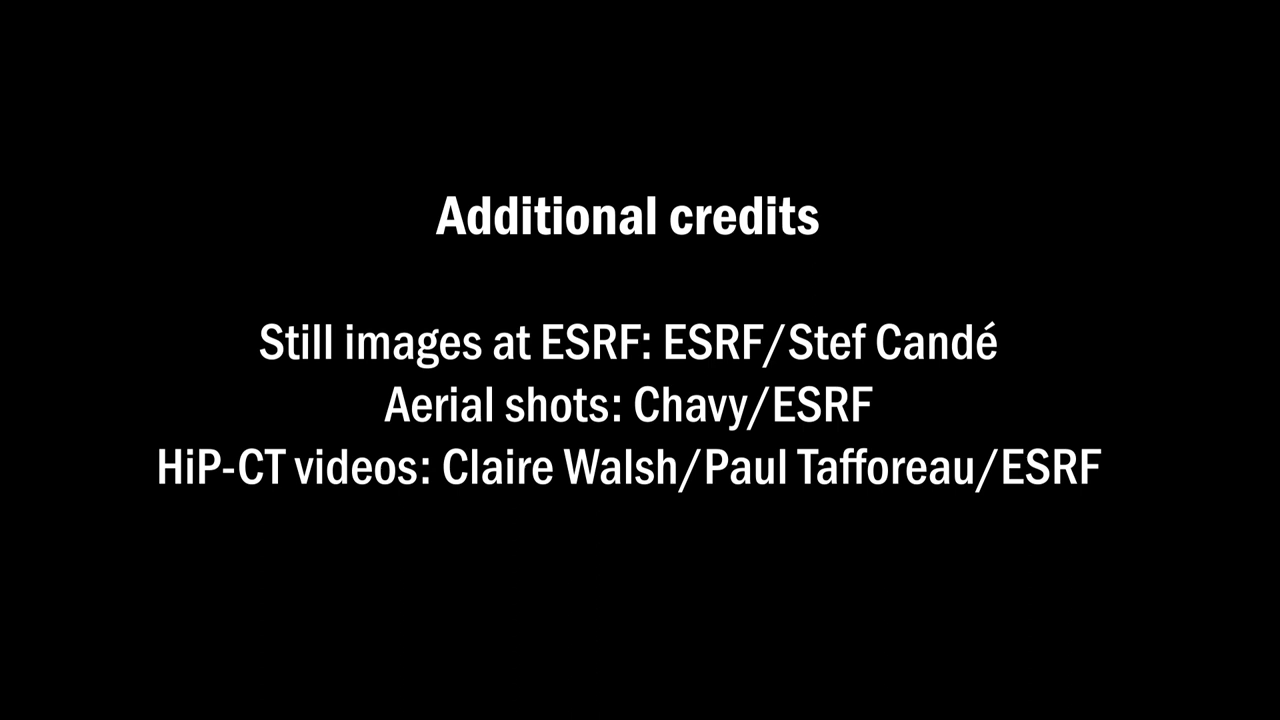 Additional credits
Still images at ESRF: ESRF/Stef Candé
Aerial shots: Chavy/ESRF
HiP-CT videos: Claire Walsh/Paul Tafforeau/ESRF